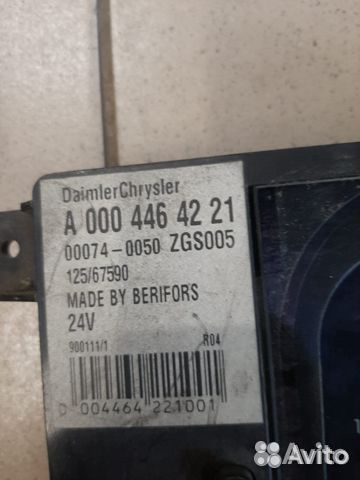 DaimlerChrysler
A 000 446 42 21
00074-0050 ZGS005
125/67590
MADE BY BERIFORS
24V
900111/1 R04
D 004464 221001
Avito